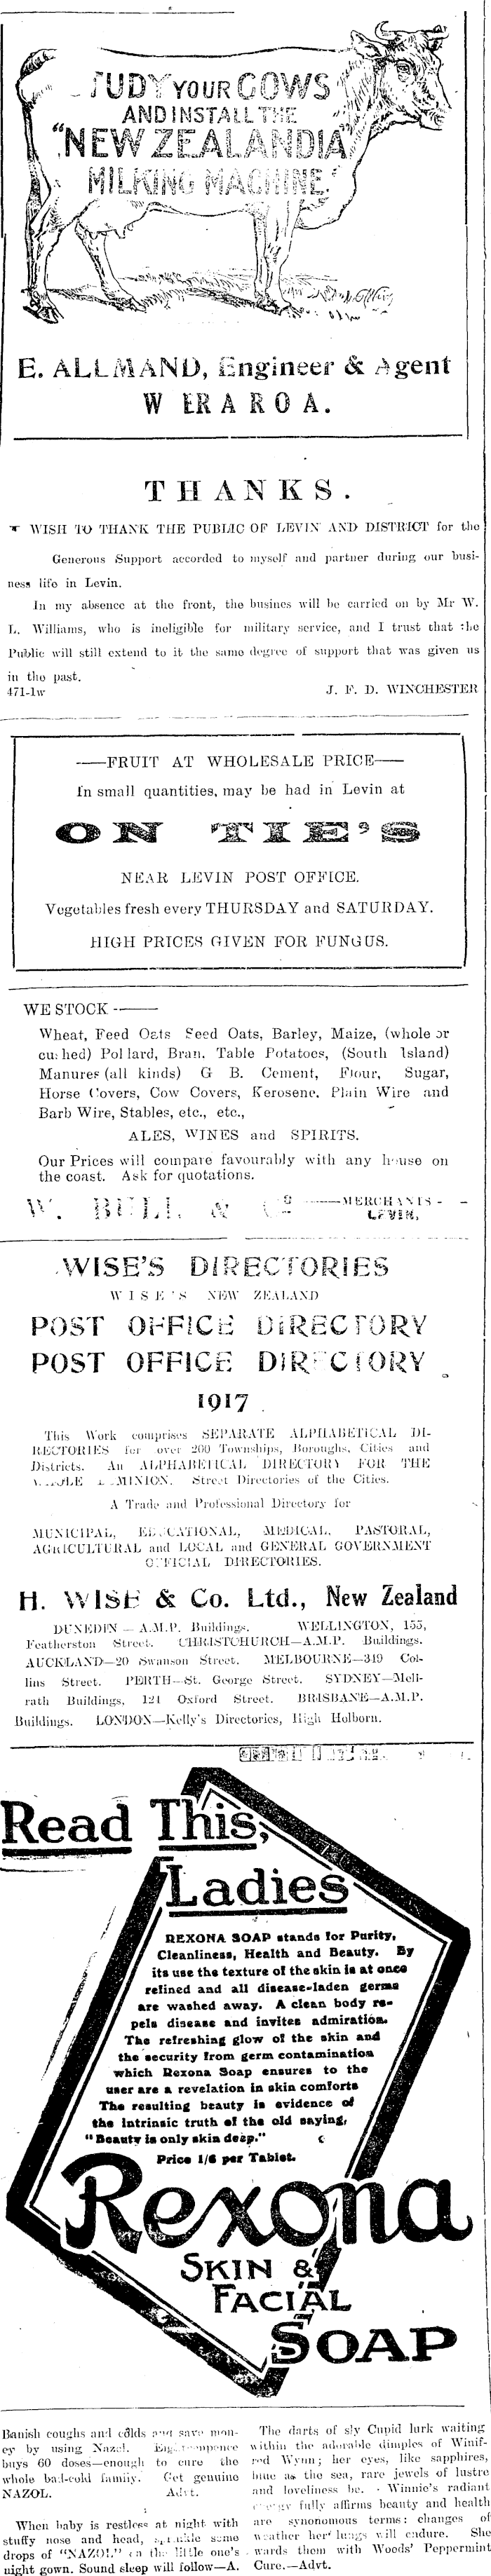 TUDY YOUR COWS
AND INSTALL THE
"NEW ZEALANDIA"
MILKING MACHINE.
E. ALLMAND, Engineer & Agent
WERAROA.
THANKS.
I WISH TO THANK THE PUBLIC OF LEVIN AND DISTRICT for the
Generous Support accorded to myself and partner during our busi-
ness life in Levin.
In my absence at the front, the busines will be carried on by Mr W.
L. Williams, who is ineligible for military service, and I trust that the
Public will still extend to it the same degree of support that was given us
in the past.
471-1w J. F. D. WINCHESTER
——FRUIT AT WHOLESALE PRICE——
In small quantities, may be had in Levin at
ON TIE'S
NEAR LEVIN POST OFFICE.
Vegetables fresh every THURSDAY and SATURDAY.
HIGH PRICES GIVEN FOR FUNGUS.
WE STOCK ———
Wheat, Feed Oats Seed Oats, Barley, Maize, (whole or
cushed) Pollard, Bran, Table Potatoes, (South Island)
Manures (all kinds) G B. Cement, Flour, Sugar,
Horse Covers, Cow Covers, Kerosene, Plain Wire and
Barb Wire, Stables, etc., etc.,
ALES, WINES and SPIRITS.
Our Prices will compare favourably with any house on
the coast. Ask for quotations.
W. BELL & Co ——MERCHANTS--
LEVIN,
WISE'S DIRECTORIES
WISE'S NEW ZEALAND
POST OFFICE DIRECTORY
POST OFFICE DIRECTORY
1917
This Work comprises SEPARATE ALPHABETICAL DI-
RECTORIES for over 200 Townships, Boroughs, Cities and
Districts. An ALPHABETICAL DIRECTORY FOR THE
WHOLE DOMINION. Street Directories of the Cities.
A Trade and Professional Directory for
MUNICIPAL, EDUCATIONAL, MEDICAL, PASTORAL,
AGRICULTURAL and LOCAL and GENERAL GOVERNMENT
OFFICIAL DIRECTORIES.
H. WISE & Co. Ltd., New Zealand
DUNEDIN — A.M.P. Buildings. WELLINGTON, 155,
Featherston Street. CHRISTCHURCH—A.M.P. Buildings.
AUCKLAND—20 Swanson Street. MELBOURNE—349 Col-
lins Street. PERTH—St. George Street. SYDNEY—Mell-
rath Buildings, 121 Oxford Street. BRISBANE—A.M.P.
Buildings. LONDON—Kelly's Directories, High Holborn.
Read This,
Ladies
REXONA SOAP stands for Purity,
Cleanliness, Health and Beauty. By
its use the texture of the skin is at once
refined and all disease-laden germs
are washed away. A clean body re-
pels disease and invites admiration.
The refreshing glow of the skin and
the security from germ contamination
which Rexona Soap ensures to the
user are a revelation in skin comforts
The resulting beauty is evidence of
the intrinsic truth of the old saying,
"Beauty is only skin deep."
Price 1/6 per Tablet.
Rexona
SKIN &
FACIAL
SOAP
Banish coughs and colds and save mon-
ey by using Nazol. Eighteenpence
buys 60 doses—enough to cure the
whole bad-cold family. Get genuine
NAZOL. Advt.
When baby is restless at night with
stuffy nose and head, sprinkle some
drops of "NAZOL" on the little one's
night gown. Sound sleep will follow—A.
The darts of sly Cupid lurk waiting
within the adorable dimples of Winif-
red Wynn; her eyes, like sapphires,
blue as the sea, rare jewels of lustre
and loveliness be. Winnie's radiant
energy fully affirms beauty and health
are synonomous terms: changes of
weather her lungs will endure. She
wards them with Woods' Peppermint
Cure.—Advt.